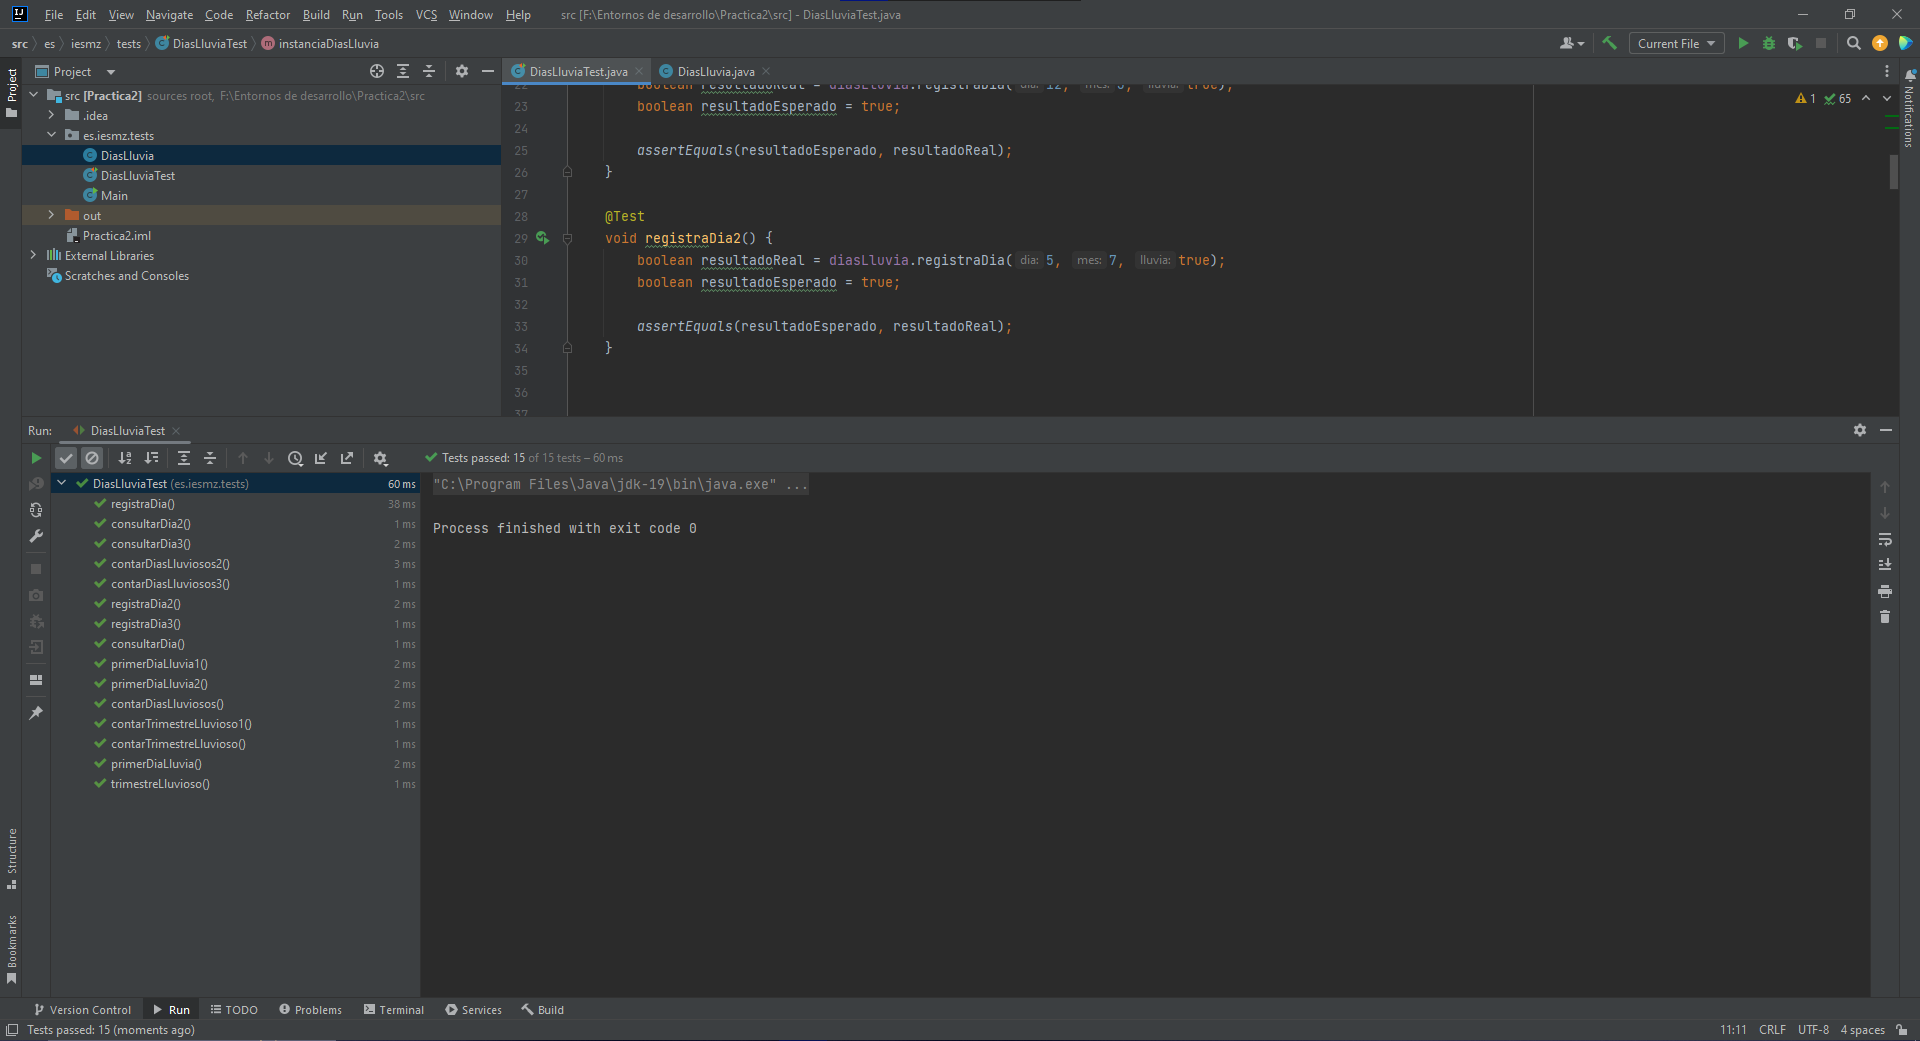 File Edit View Navigate Code Refactor Build Run Tools VCS Window Help src [F:\Entornos de desarrollo\Practica2\src] - DiasLluviaTest.java
src es iesmz tests DiasLluviaTest instanciaDiasLluvia Current File
Project
Project
DiasLluviaTest.java DiasLluvia.java
Notifications
src [Practica2] sources root, F:\Entornos de desarrollo\Practica2\src
.idea
es.iesmz.tests
DiasLluvia
DiasLluviaTest
Main
out
Practica2.iml
External Libraries
Scratches and Consoles
1 65
22 boolean resultadoReal = diasLluvia.registraDia( dia: 12, mes: 3, lluvia: true);
23 boolean resultadoEsperado = true;
24
25 assertEquals(resultadoEsperado, resultadoReal);
26 }
27
28 @Test
29 void registraDia2() {
30 boolean resultadoReal = diasLluvia.registraDia( dia: 5, mes: 7, lluvia: true);
31 boolean resultadoEsperado = true;
32
33 assertEquals(resultadoEsperado, resultadoReal);
34 }
35
36
37
Run: DiasLluviaTest
Tests passed: 15 of 15 tests – 60 ms
DiasLluviaTest (es.iesmz.tests) 60 ms
registraDia() 38 ms
consultarDia2() 1 ms
consultarDia3() 2 ms
contarDiasLluviosos2() 3 ms
contarDiasLluviosos3() 1 ms
registraDia2() 2 ms
registraDia3() 1 ms
consultarDia() 1 ms
primerDiaLluvia1() 2 ms
primerDiaLluvia2() 2 ms
contarDiasLluviosos() 2 ms
contarTrimestreLluvioso1() 1 ms
contarTrimestreLluvioso() 1 ms
primerDiaLluvia() 2 ms
trimestreLluvioso() 1 ms
"C:\Program Files\Java\jdk-19\bin\java.exe" ...
Process finished with exit code 0
Structure
Bookmarks
Version Control Run TODO Problems Terminal Services Build
Tests passed: 15 (moments ago) 11:11 CRLF UTF-8 4 spaces